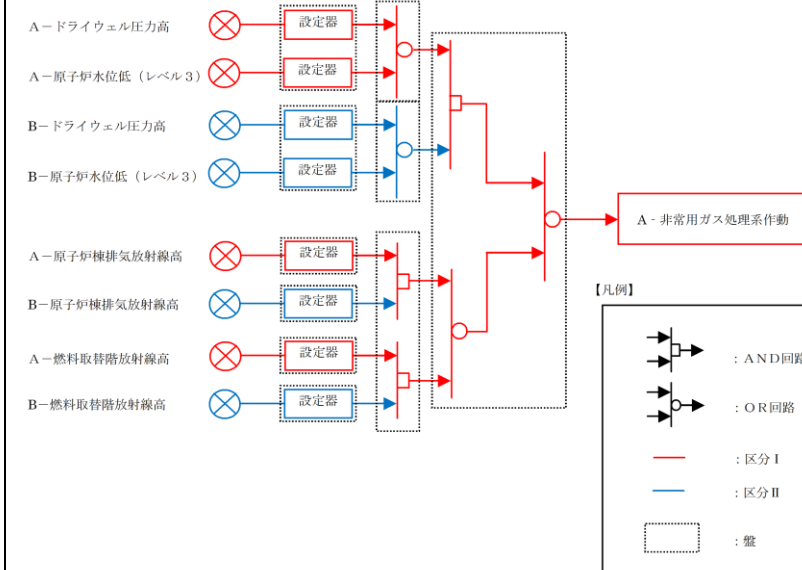 A－ドライウェル圧力高
設定器
A－原子炉水位低（レベル３）
設定器
B－ドライウェル圧力高
設定器
B－原子炉水位低（レベル３）
設定器
A－原子炉棟排気放射線高
設定器
B－原子炉棟排気放射線高
設定器
A－燃料取替階放射線高
設定器
B－燃料取替階放射線高
設定器
A - 非常用ガス処理系作動
【凡例】
：ＡＮＤ回路
：ＯＲ回路
：区分Ⅰ
：区分Ⅱ
：盤